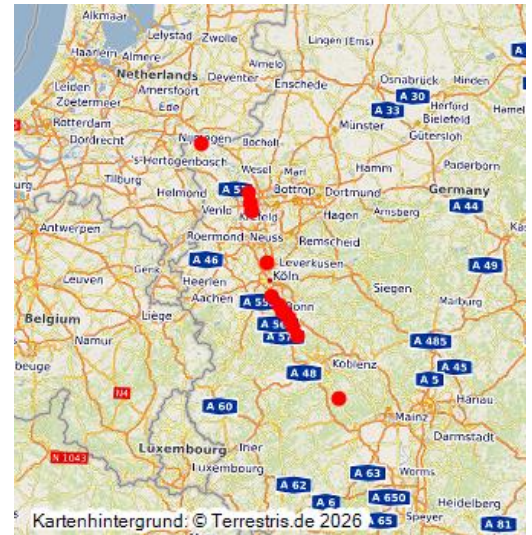 Alkmaar
Lelystad Zwolle
Lingen (Ems)
Haarlem Almere
Almelo
Osnabrück Minden
Netherlands Deventer
Enschede
Leiden
Amersfoort
A 30
Zoetermeer
Ede
Herford
Hamel
Rotterdam
Münster
A 33
Bielefeld
Dordrecht
Nijmegen
Bocholt
Gütersloh
's-Hertogenbosch
Wesel Marl
Hamm
Paderborn
Tilburg
Helmond
A 57
Bottrop Dortmund
Germany
Venlo Krefeld
Hagen
Arnsberg
A 44
Antwerpen
Roermond Neuss
Remscheid
A 46
Leverkusen
A 49
Genk
Heerlen
Köln
Siegen
Leuven
Aachen
A 555
Bonn
Marburg
Belgium
Liège
Namur
A 485
Koblenz
A 48
A 45
N4
A 5
A 60
Hanau
Mainz
Darmstadt
Luxembourg
N 1043
Luxembourg
A 63
Worms
A 62
A 650
Heidelberg
A 6
A 65
Speyer
A 81
Kartenhintergrund: © Terrestris.de 2026